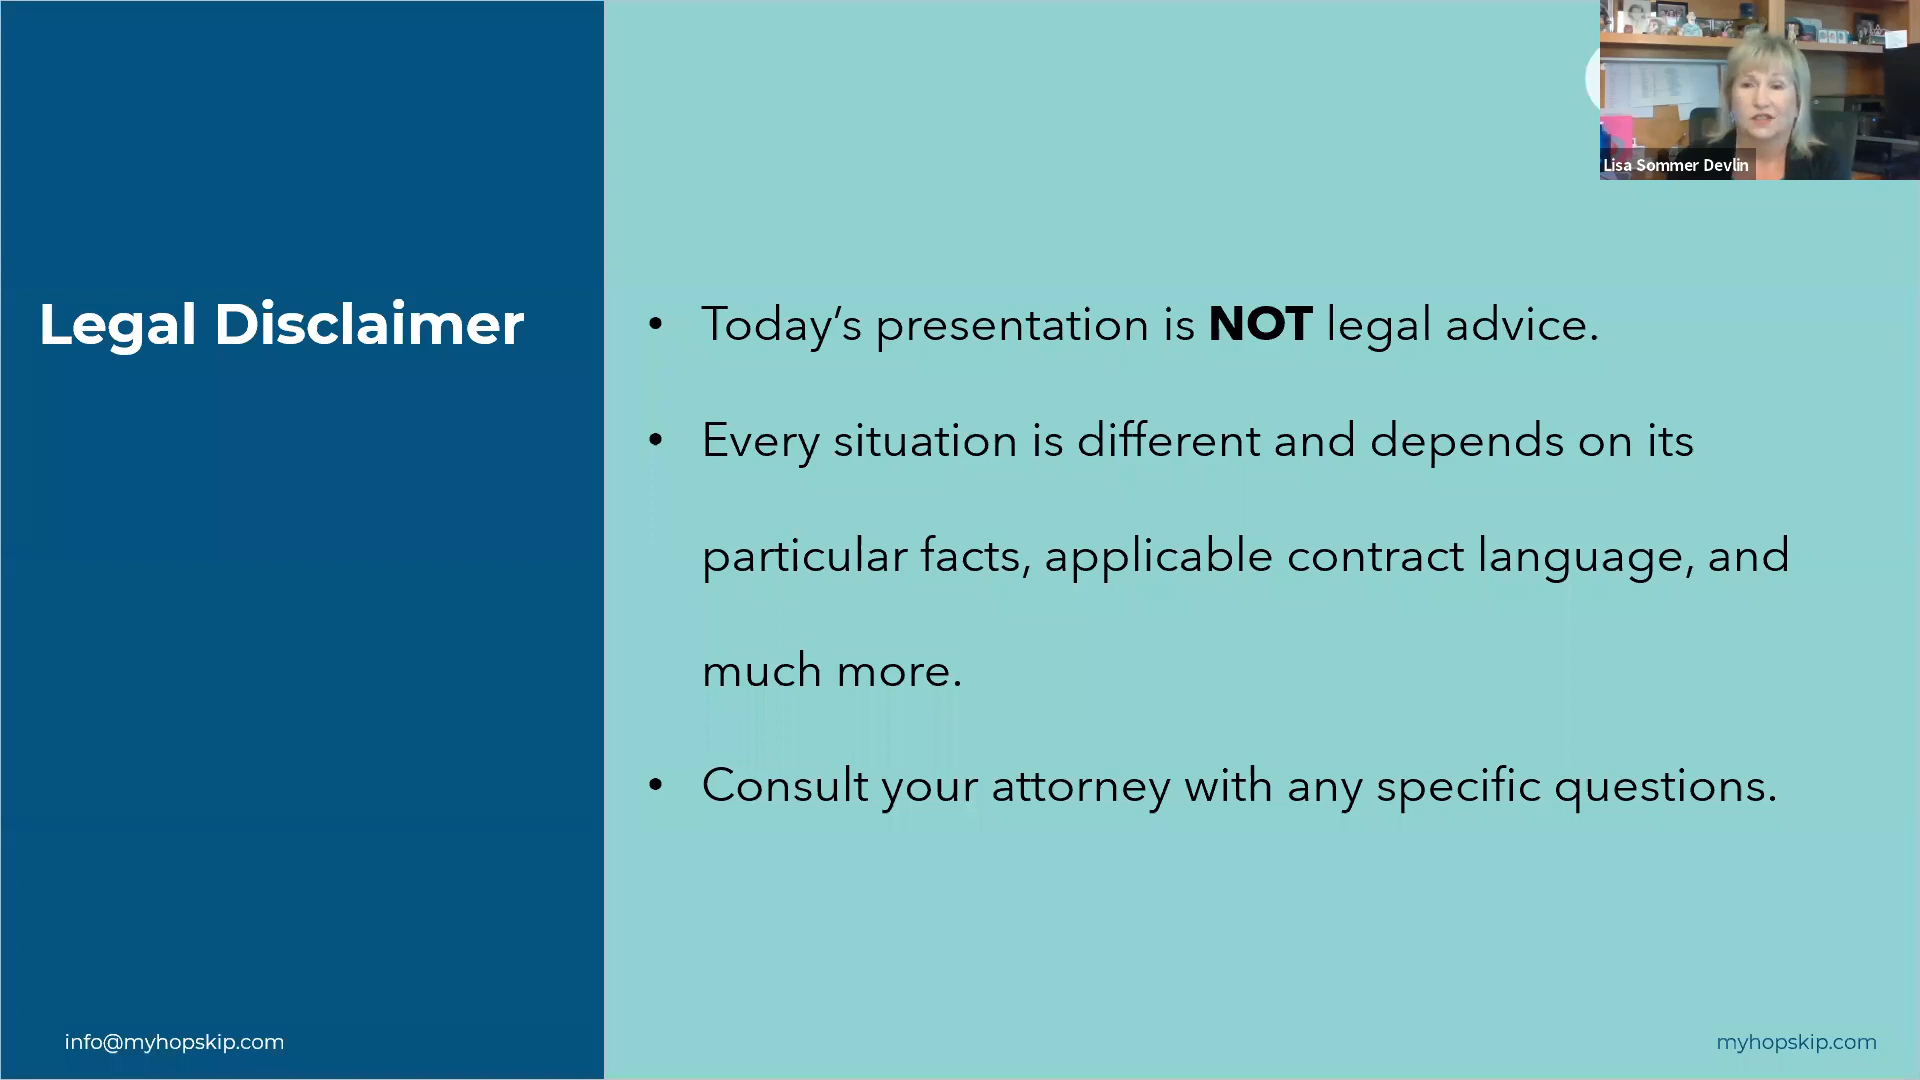 Lisa Sommer Devlin
Legal Disclaimer
• Today’s presentation is NOT legal advice.
• Every situation is different and depends on its
particular facts, applicable contract language, and
much more.
• Consult your attorney with any specific questions.
info@myhopskip.com
myhopskip.com